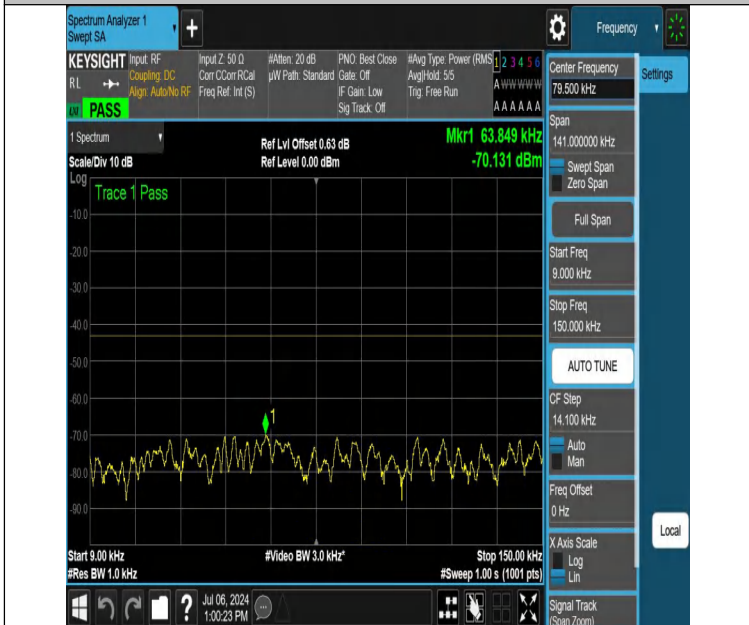 Spectrum Analyzer 1
Swept SA
Frequency
KEYSIGHT
RL
LXI
PASS
Input: RF
Coupling: DC
Align: Auto/No RF
Input Z: 50 Ω
Corr CCorr RCal
Freq Ref: Int (S)
#Atten: 20 dB
µW Path: Standard
PNO: Best Close
Gate: Off
IF Gain: Low
Sig Track: Off
#Avg Type: Power (RMS
Avg|Hold: 5/5
Trig: Free Run
1 2 3 4 5 6
A W W W W W
A A A A A A
1 Spectrum
Scale/Div 10 dB
Ref Lvl Offset 0.63 dB
Ref Level 0.00 dBm
Mkr1 63.849 kHz
-70.131 dBm
Log
Trace 1 Pass
-10.0
-20.0
-30.0
-40.0
-50.0
-60.0
-70.0
-80.0
-90.0
1
Start 9.00 kHz
#Res BW 1.0 kHz
#Video BW 3.0 kHz*
Stop 150.00 kHz
#Sweep 1.00 s (1001 pts)
Jul 06, 2024
1:00:23 PM
Center Frequency
79.500 kHz
Settings
Span
141.000000 kHz
Swept Span
Zero Span
Full Span
Start Freq
9.000 kHz
Stop Freq
150.000 kHz
AUTO TUNE
CF Step
14.100 kHz
Auto
Man
Freq Offset
0 Hz
X Axis Scale
Log
Lin
Signal Track
(Span Zoom)
Local